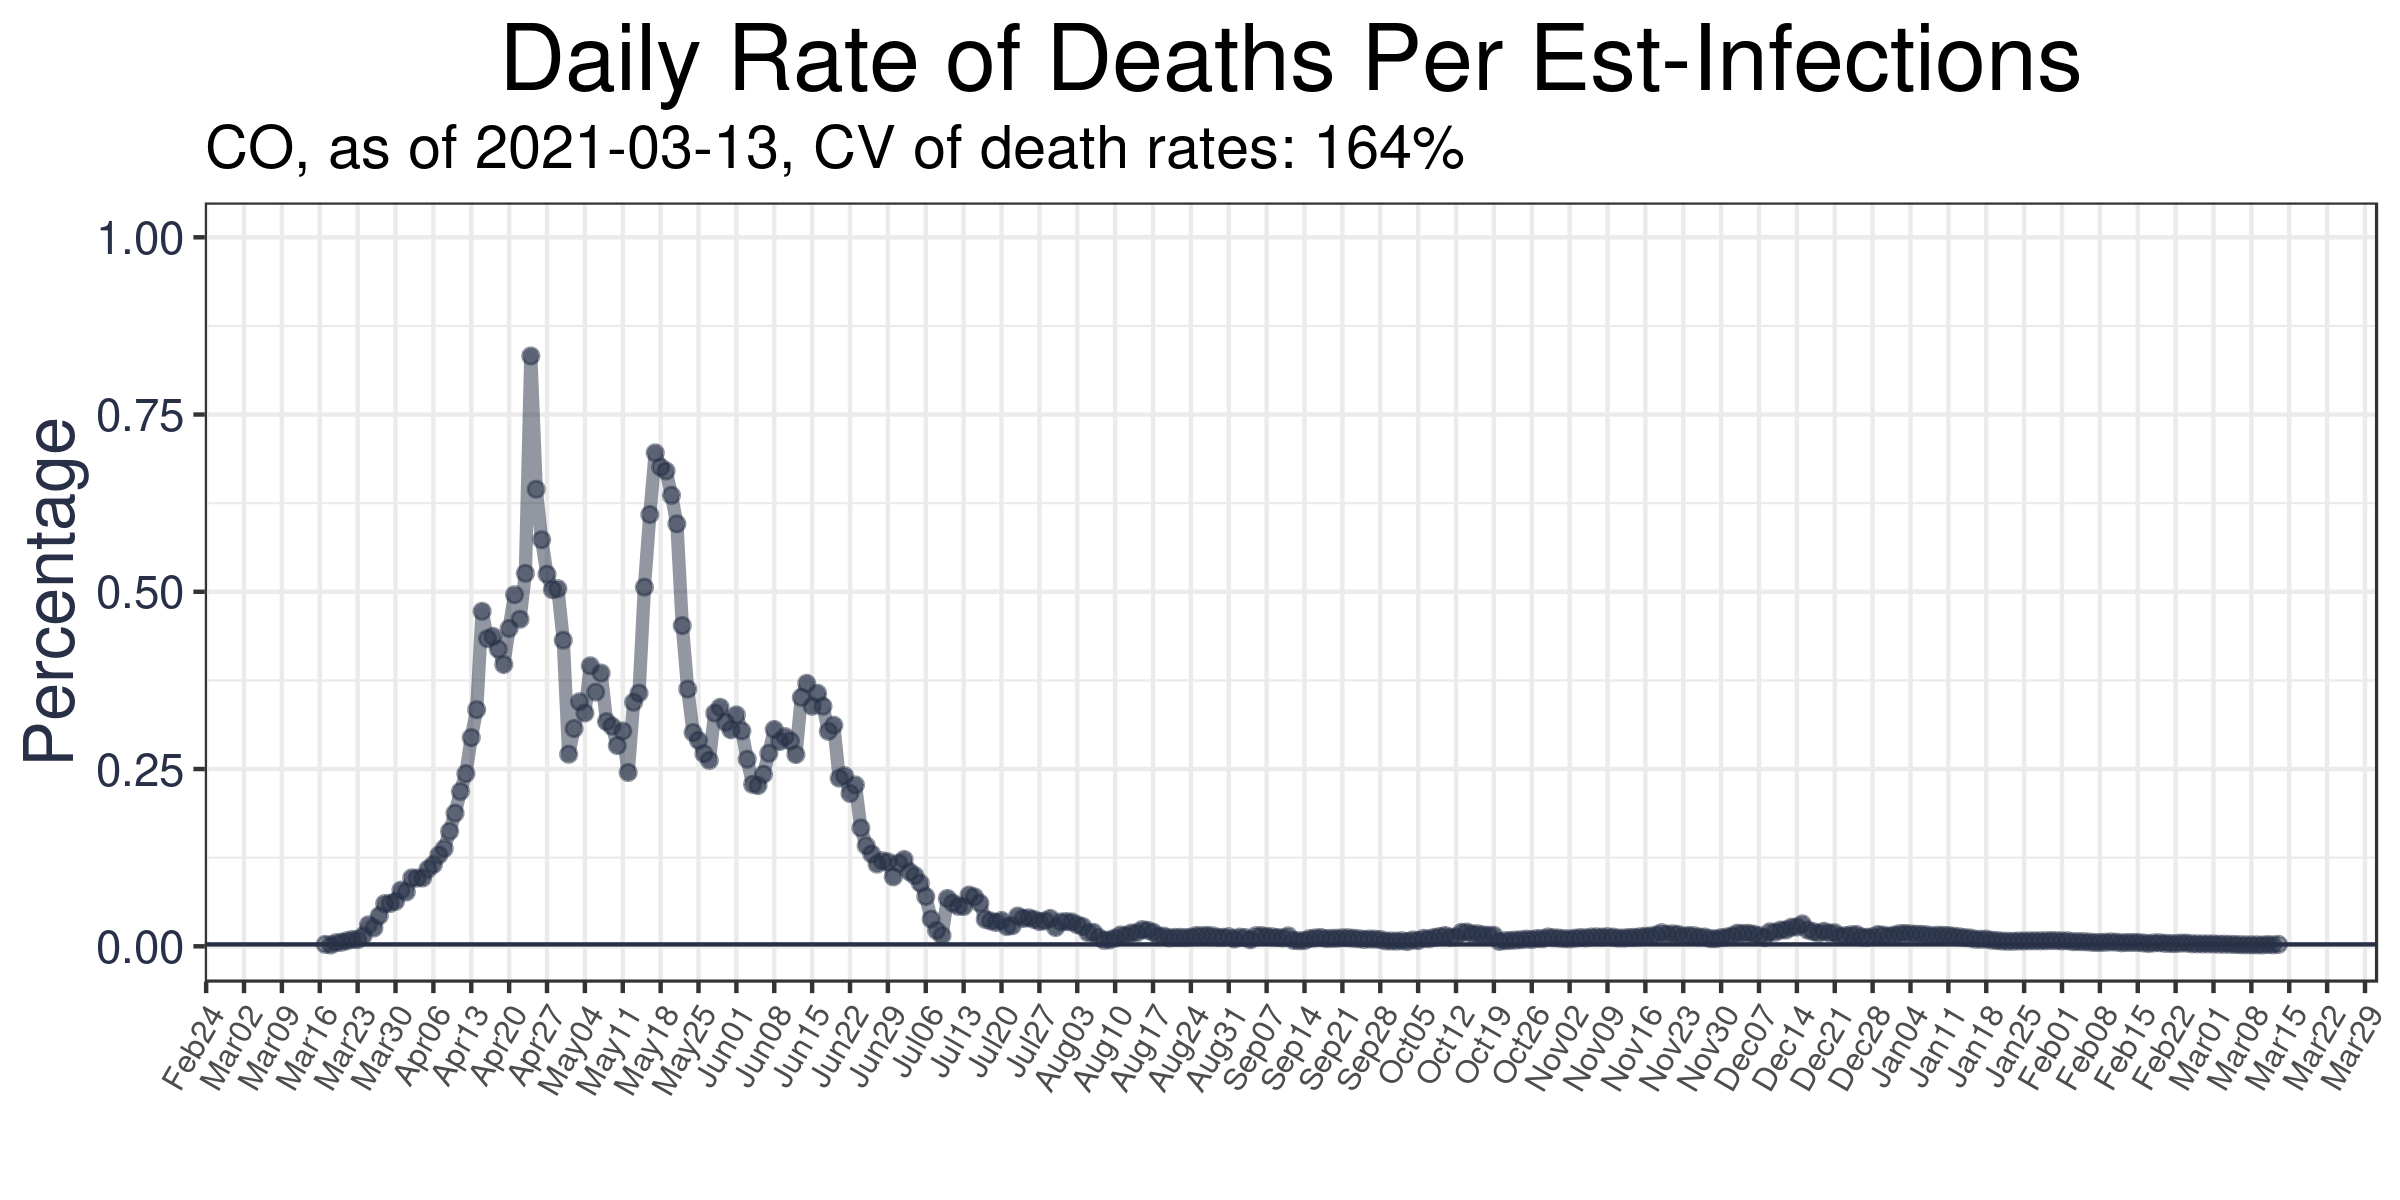 Daily Rate of Deaths Per Est-Infections
CO, as of 2021-03-13, CV of death rates: 164%
Percentage
1.00
0.75
0.50
0.25
0.00
Feb24 Mar02 Mar09 Mar16 Mar23 Mar30 Apr06 Apr13 Apr20 Apr27 May04 May11 May18 May25 Jun01 Jun08 Jun15 Jun22 Jun29 Jul06 Jul13 Jul20 Jul27 Aug03 Aug10 Aug17 Aug24 Aug31 Sep07 Sep14 Sep21 Sep28 Oct05 Oct12 Oct19 Oct26 Nov02 Nov09 Nov16 Nov23 Nov30 Dec07 Dec14 Dec21 Dec28 Jan04 Jan11 Jan18 Jan25 Feb01 Feb08 Feb15 Feb22 Mar01 Mar08 Mar15 Mar22 Mar29